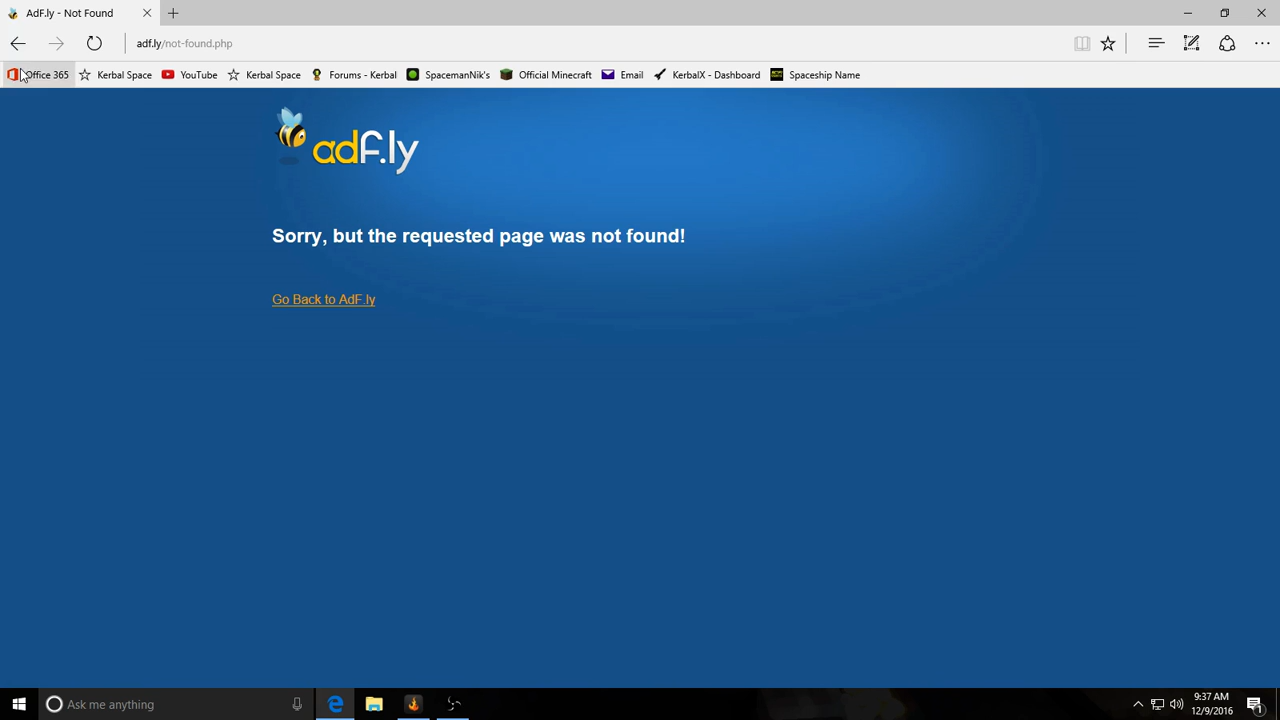 AdF.ly - Not Found
adf.ly/not-found.php
Office 365 Kerbal Space YouTube Kerbal Space Forums - Kerbal SpacemanNik's Official Minecraft Email KerbalX - Dashboard Spaceship Name
adf.ly
Sorry, but the requested page was not found!
Go Back to AdF.ly
Ask me anything
9:37 AM
12/9/2016
1